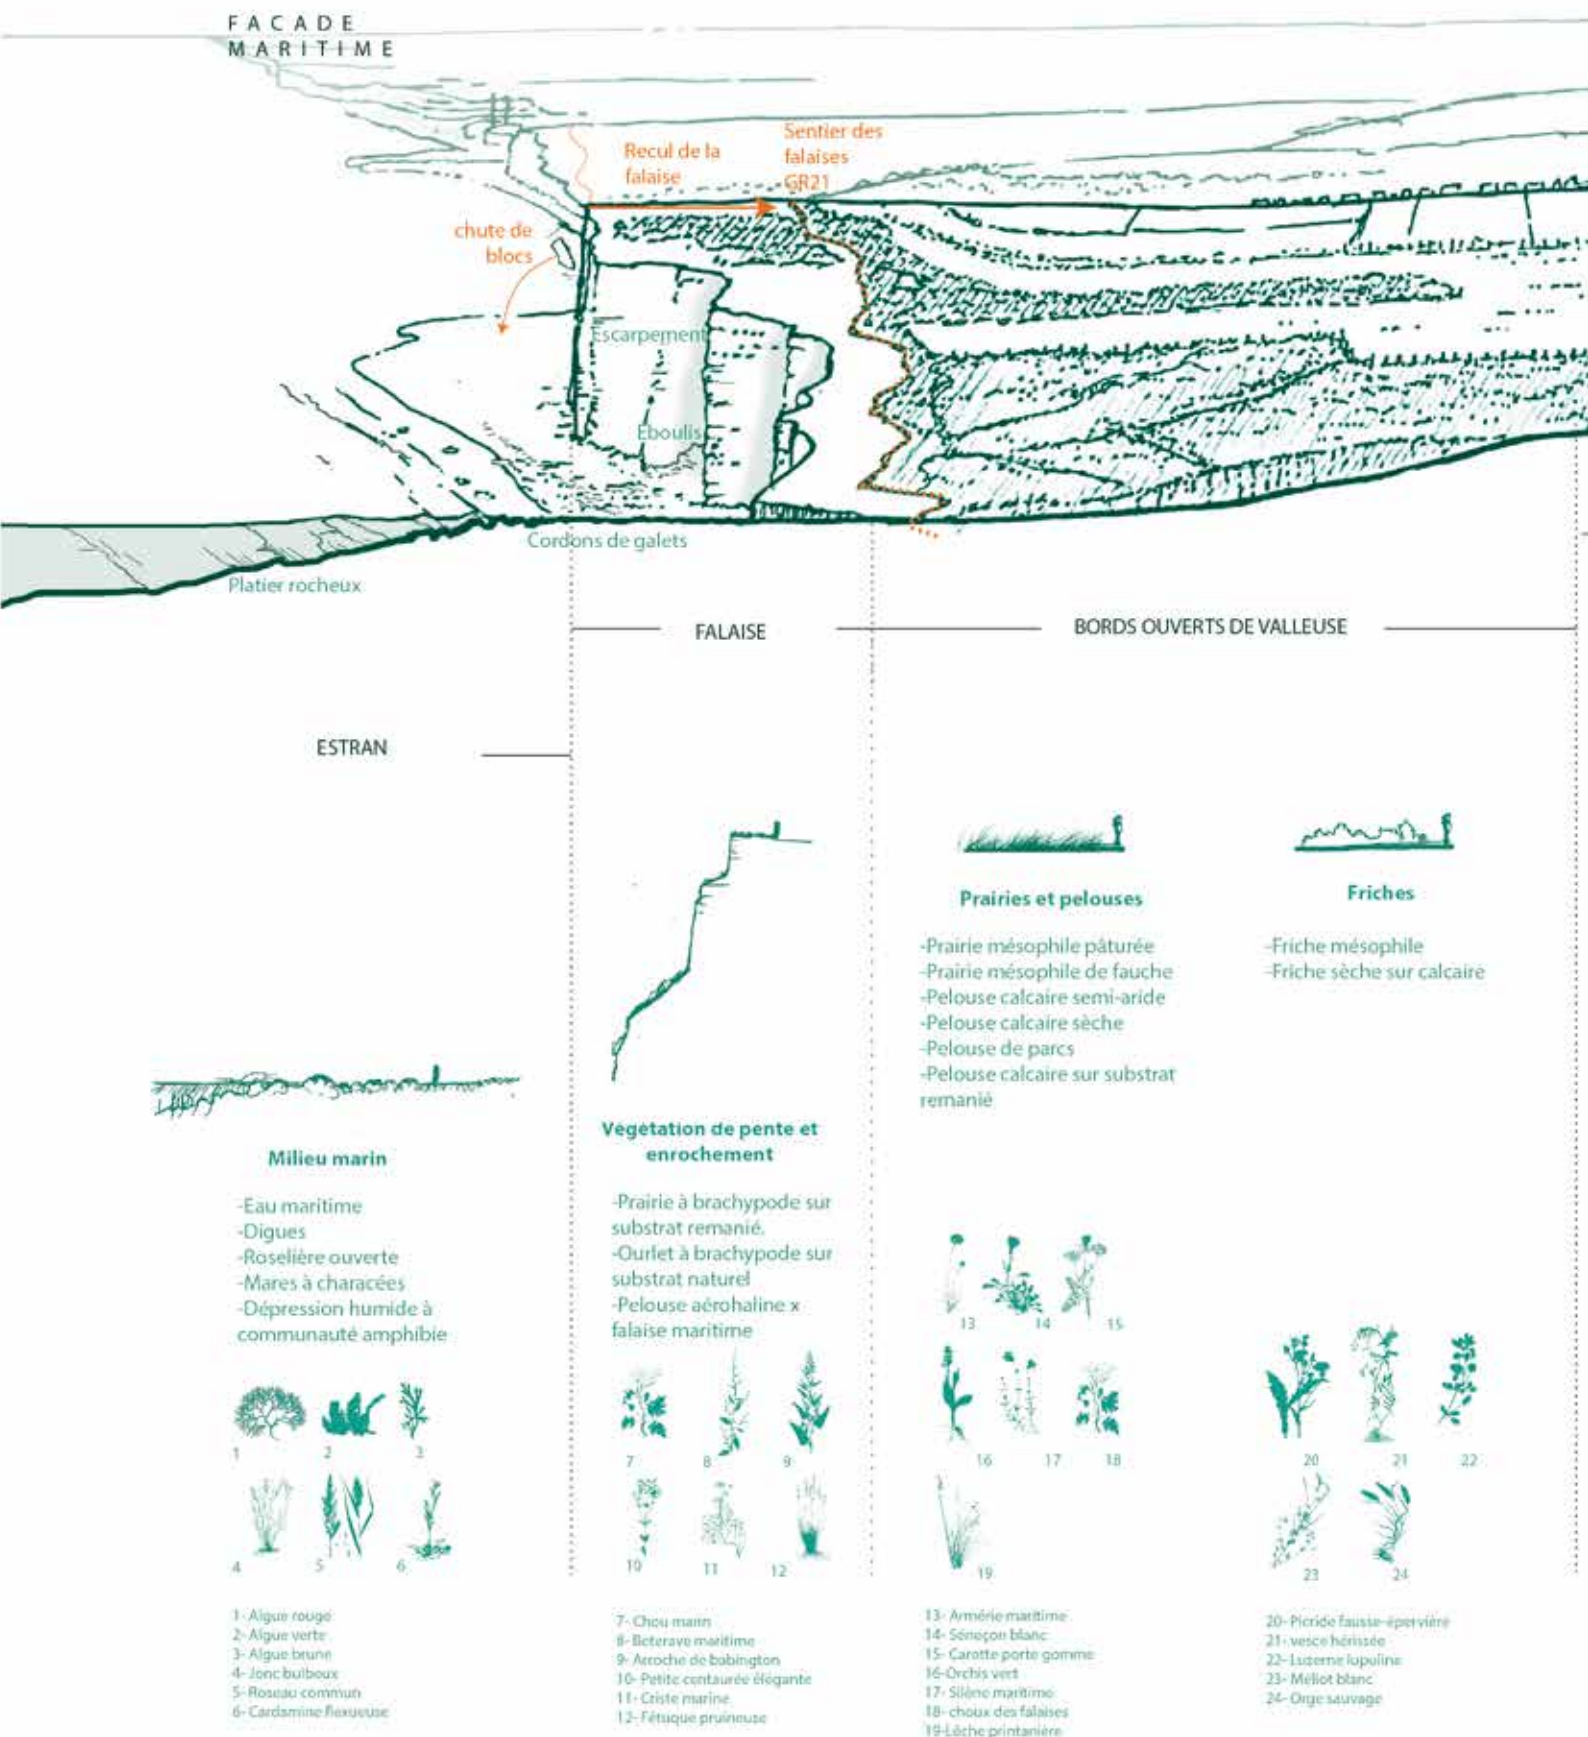 FACADE
MARITIME
Recul de la
falaise
Sentier des
falaises
GR21
chute de
blocs
Escarpement
Eboulis
Cordons de galets
Platier rocheux
FALAISE
BORDS OUVERTS DE VALLEUSE
ESTRAN
Prairies et pelouses
-Prairie mésophile pâturée
-Prairie mésophile de fauche
-Pelouse calcaire semi-aride
-Pelouse calcaire sèche
-Pelouse de parcs
-Pelouse calcaire sur substrat
remanié
Friches
-Friche mésophile
-Friche sèche sur calcaire
Milieu marin
-Eau maritime
-Digues
-Roselière ouverte
-Mares à characées
-Dépression humide à
communauté amphibie
Végétation de pente et
enrochement
-Prairie à brachypode sur
substrat remanié.
-Ourlet à brachypode sur
substrat naturel
-Pelouse aérohaline x
falaise maritime
1
2
3
4
5
6
7
8
9
10
11
12
13
14
15
16
17
18
19
20
21
22
23
24
1- Algue rouge
2- Algue verte
3- Algue brune
4- Jonc bulbeux
5- Roseau commun
6- Cardamine flexueuse
7- Chou marin
8- Beterave maritime
9- Arroche de babington
10- Petite centaurée élégante
11- Criste marine
12- Fétuque pruineuse
13- Armérie maritime
14- Séneçon blanc
15- Carotte porte gomme
16-Orchis vert
17- Silène maritime
18- choux des falaises
19-Lêche printanière
20- Picride fausse-épervière
21- vesce hérissée
22- Luzerne lupuline
23- Méliot blanc
24- Orge sauvage